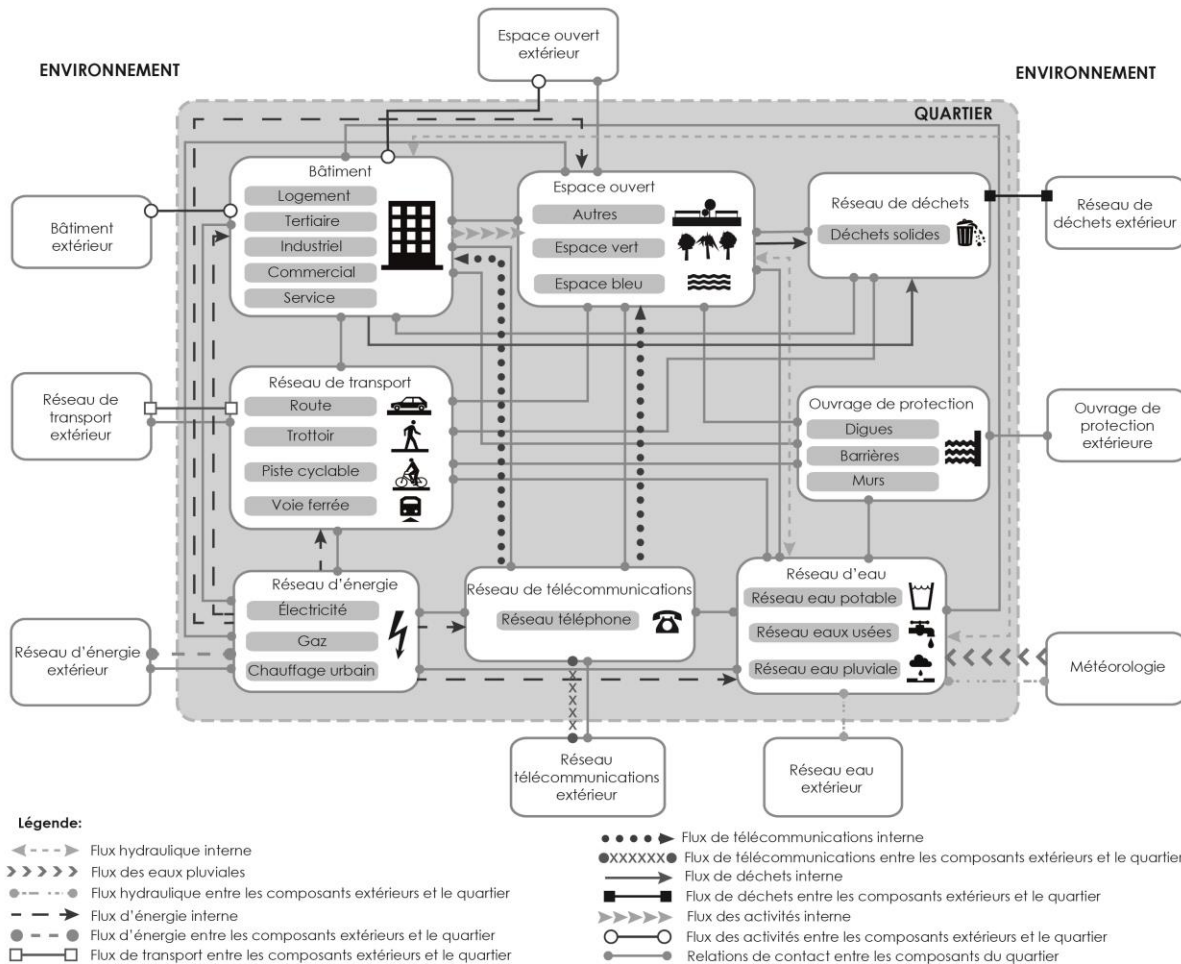 Espace ouvert
extérieur
ENVIRONNEMENT
ENVIRONNEMENT
QUARTIER
Bâtiment
Logement
Tertiaire
Industriel
Commercial
Service
Espace ouvert
Autres
Espace vert
Espace bleu
Réseau de déchets
Déchets solides
Réseau de
déchets extérieur
Bâtiment
extérieur
Réseau de
transport
extérieur
Réseau de transport
Route
Trottoir
Piste cyclable
Voie ferrée
Ouvrage de protection
Digues
Barrières
Murs
Ouvrage de
protection
extérieure
Réseau d'énergie
Électricité
Gaz
Chauffage urbain
Réseau de télécommunications
Réseau téléphone
Réseau d'eau
Réseau eau potable
Réseau eaux usées
Réseau eau pluviale
Réseau d'énergie
extérieur
Météorologie
Réseau
télécommunications
extérieur
Réseau eau
extérieur
Légende:
Flux hydraulique interne
Flux des eaux pluviales
Flux hydraulique entre les composants extérieurs et le quartier
Flux d'énergie interne
Flux d'énergie entre les composants extérieurs et le quartier
Flux de transport entre les composants extérieurs et le quartier
Flux de télécommunications interne
Flux de télécommunications entre les composants extérieurs et le quartier
Flux de déchets interne
Flux de déchets entre les composants extérieurs et le quartier
Flux des activités interne
Flux des activités entre les composants extérieurs et le quartier
Relations de contact entre les composants du quartier